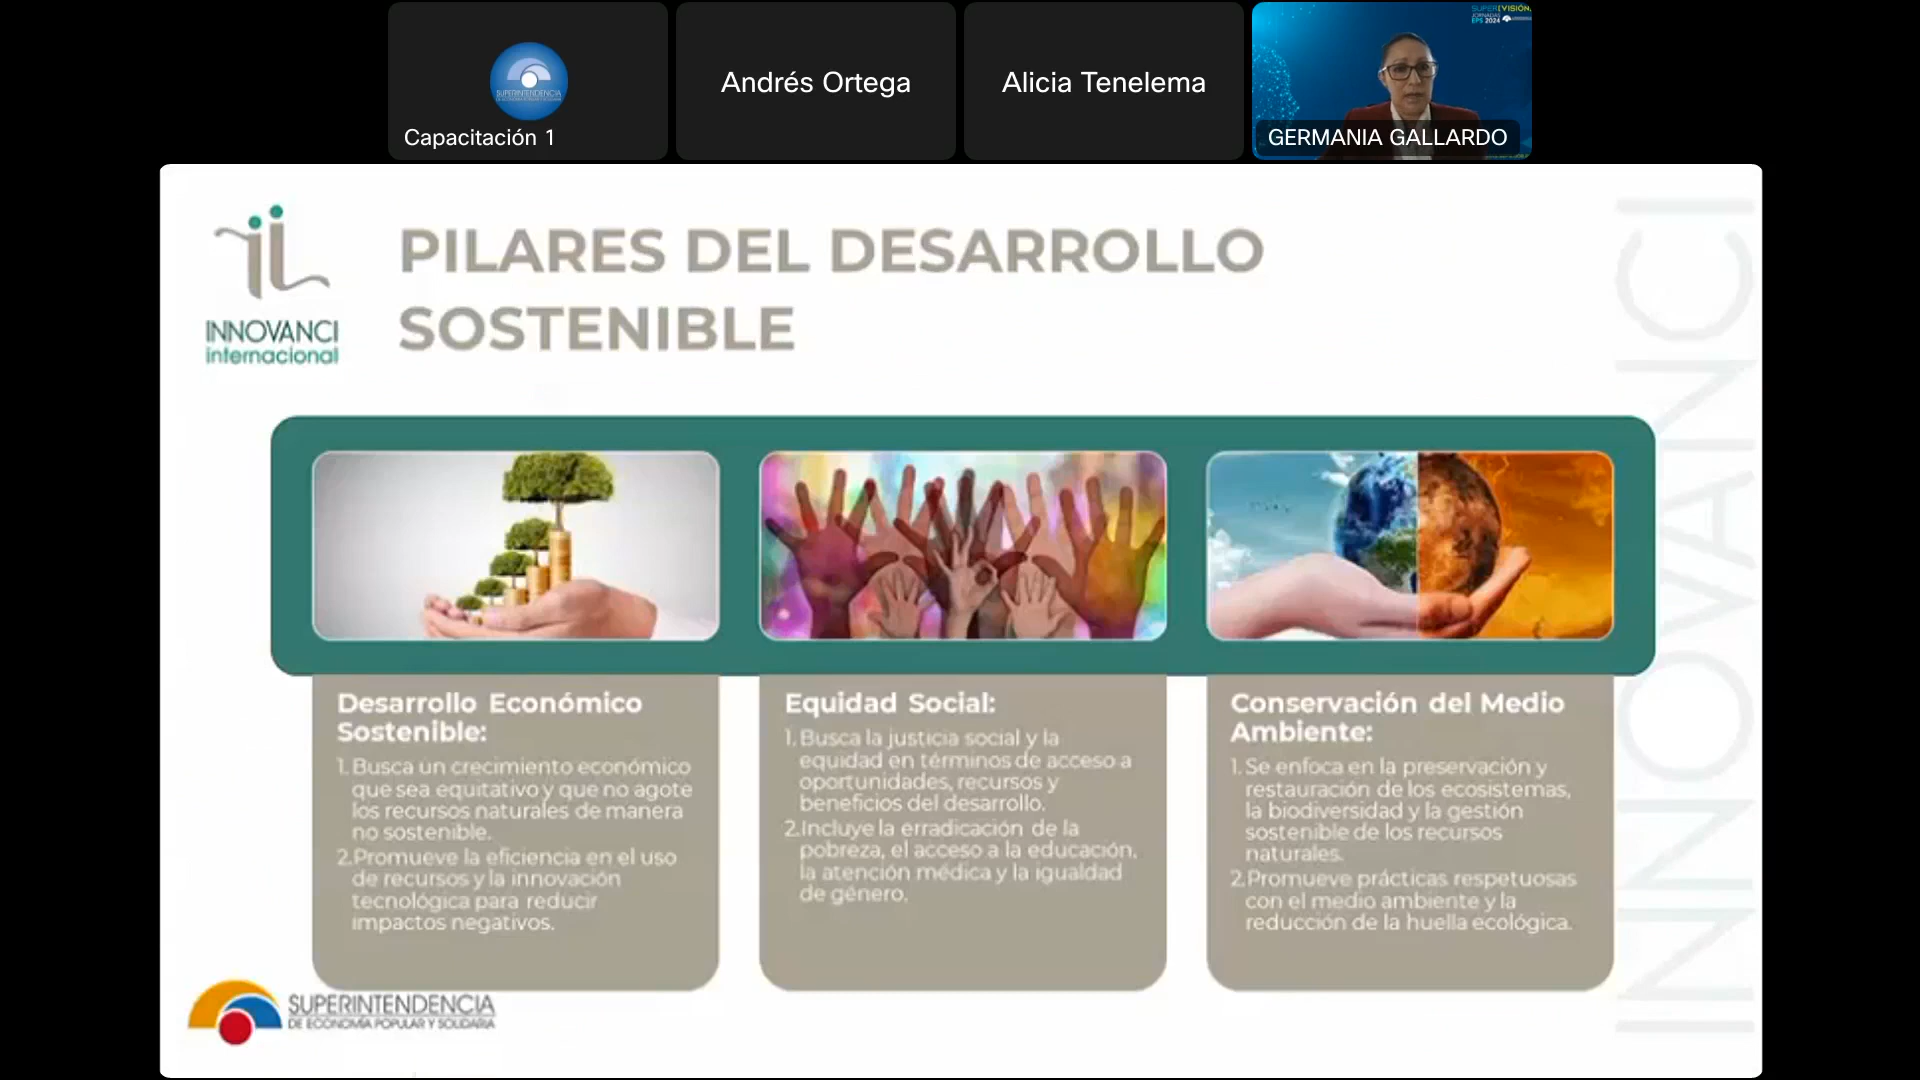 SUPER[VISIÓN]
JORNADAS
EPS 2024
SUPERINTENDENCIA
Capacitación 1
Andrés Ortega
Alicia Tenelema
GERMANIA GALLARDO
INNOVANCI
internacional
PILARES DEL DESARROLLO
SOSTENIBLE
Desarrollo Económico
Sostenible:
1. Busca un crecimiento económico
que sea equitativo y que no agote
los recursos naturales de manera
no sostenible.
2.Promueve la eficiencia en el uso
de recursos y la innovación
tecnológica para reducir
impactos negativos.
Equidad Social:
1. Busca la justicia social y la
equidad en términos de acceso a
oportunidades, recursos y
beneficios del desarrollo.
2.Incluye la erradicación de la
pobreza, el acceso a la educación,
la atención médica y la igualdad
de género.
Conservación del Medio
Ambiente:
1. Se enfoca en la preservación y
restauración de los ecosistemas,
la biodiversidad y la gestión
sostenible de los recursos
naturales.
2.Promueve prácticas respetuosas
con el medio ambiente y la
reducción de la huella ecológica.
SUPERINTENDENCIA
DE ECONOMÍA POPULAR Y SOLIDARIA
INNOVANCI